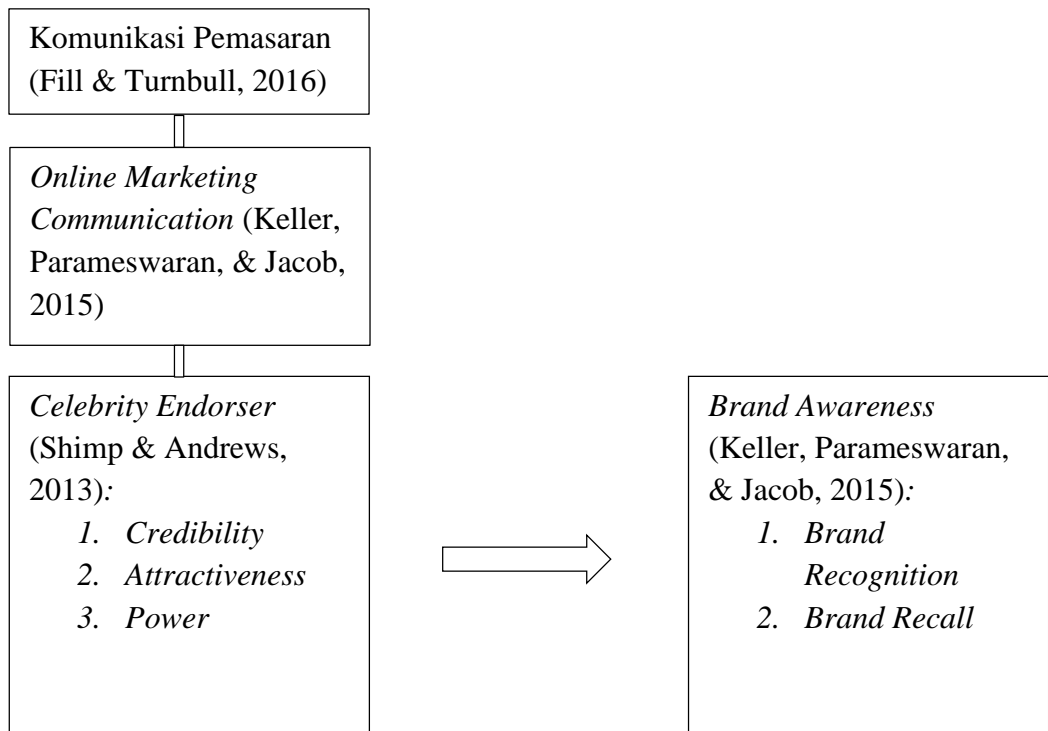 Komunikasi Pemasaran
(Fill & Turnbull, 2016)
Online Marketing
Communication (Keller,
Parameswaran, & Jacob,
2015)
Celebrity Endorser
(Shimp & Andrews,
2013):
1. Credibility
2. Attractiveness
3. Power
Brand Awareness
(Keller, Parameswaran,
& Jacob, 2015):
1. Brand
Recognition
2. Brand Recall